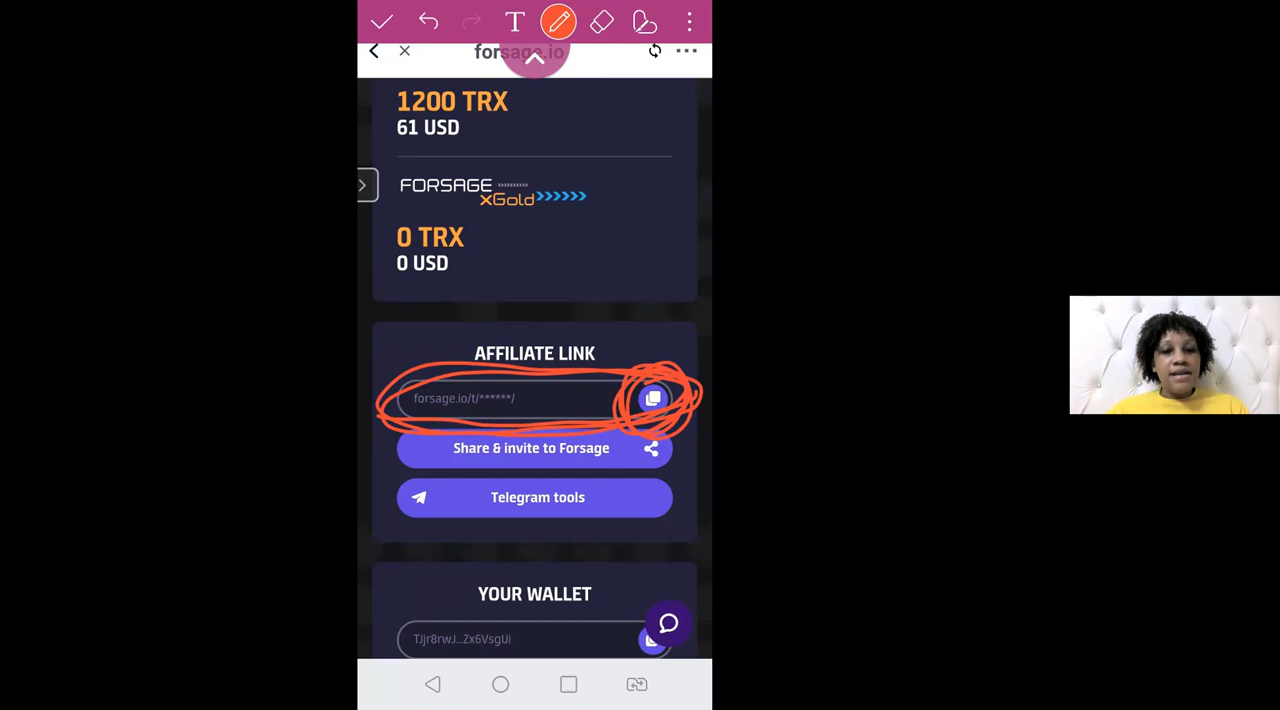 T
forsage.io
1200 TRX
61 USD
FORSAGE
xGold
0 TRX
0 USD
AFFILIATE LINK
forsage.io/t/******/
Share & invite to Forsage
Telegram tools
YOUR WALLET
TJjr8rwJ...Zx6VsgUi